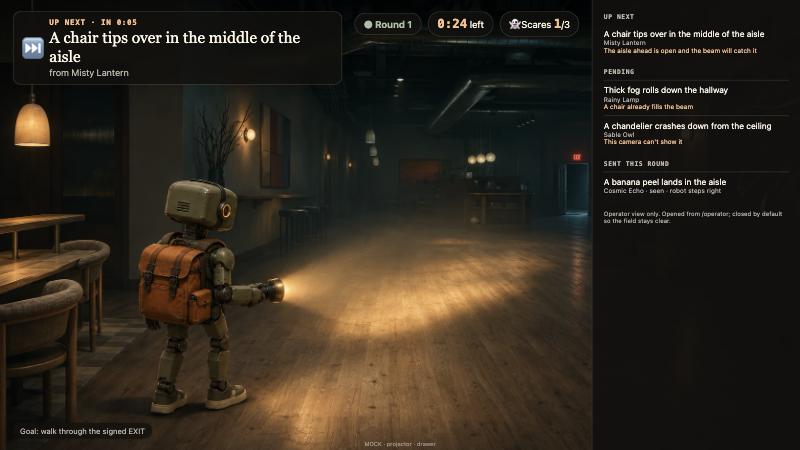 UP NEXT · IN 0:05
A chair tips over in the middle of the
aisle
from Misty Lantern
Round 1
0:24 left
Scares 1/3
EXIT
Goal: walk through the signed EXIT
MOCK · projector · drawer
UP NEXT
A chair tips over in the middle of the aisle
Misty Lantern
The aisle ahead is open and the beam will catch it
PENDING
Thick fog rolls down the hallway
Rainy Lamp
A chair already fills the beam
A chandelier crashes down from the ceiling
Sable Owl
This camera can't show it
SENT THIS ROUND
A banana peel lands in the aisle
Cosmic Echo · seen · robot steps right
Operator view only. Opened from /operator; closed by default
so the field stays clear.